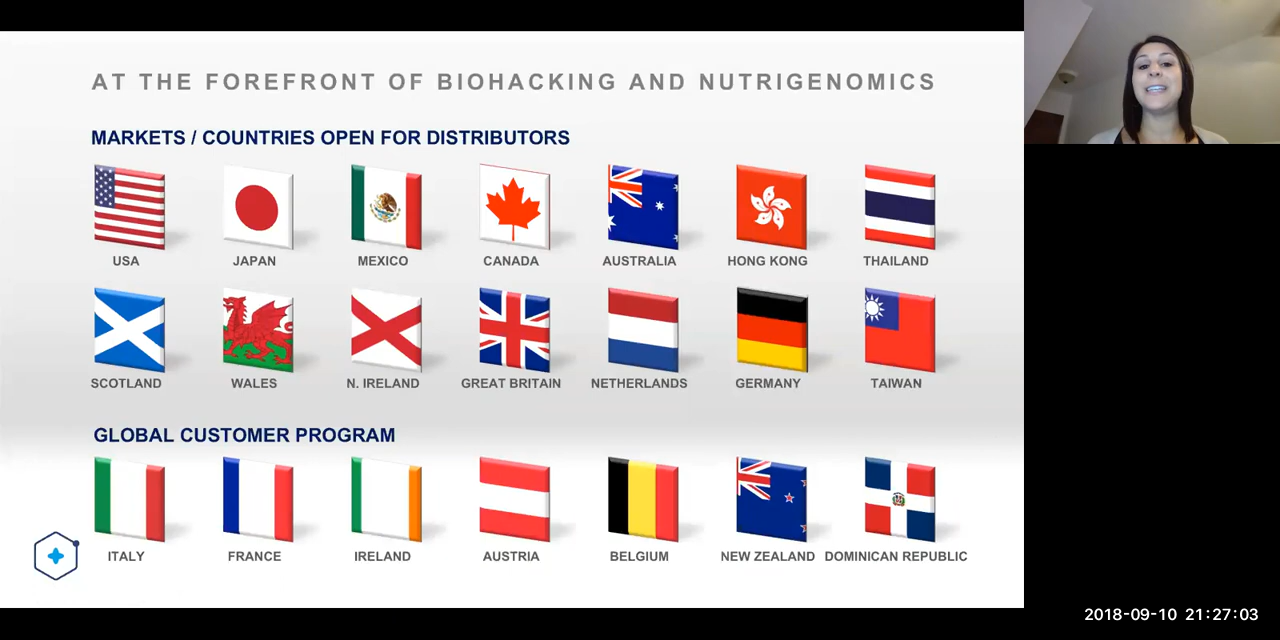 AT THE FOREFRONT OF BIOHACKING AND NUTRIGENOMICS
MARKETS / COUNTRIES OPEN FOR DISTRIBUTORS
USA JAPAN MEXICO CANADA AUSTRALIA HONG KONG THAILAND
SCOTLAND WALES N. IRELAND GREAT BRITAIN NETHERLANDS GERMANY TAIWAN
GLOBAL CUSTOMER PROGRAM
ITALY FRANCE IRELAND AUSTRIA BELGIUM NEW ZEALAND DOMINICAN REPUBLIC
2018-09-10 21:27:03